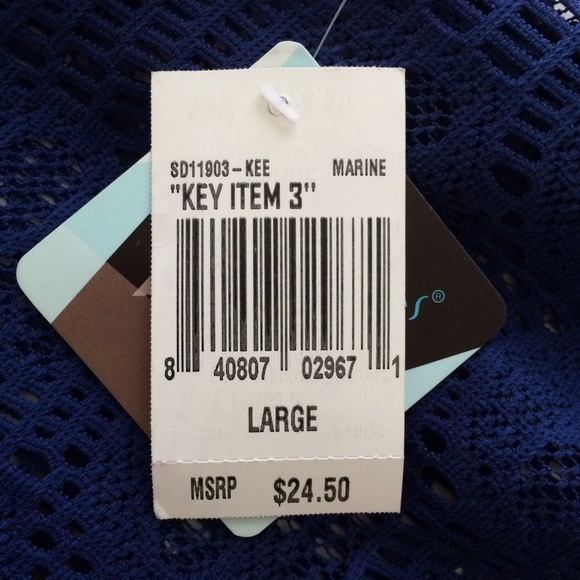 SD11903-KEE MARINE
"KEY ITEM 3"
8 40807 02967 1
LARGE
MSRP $24.50